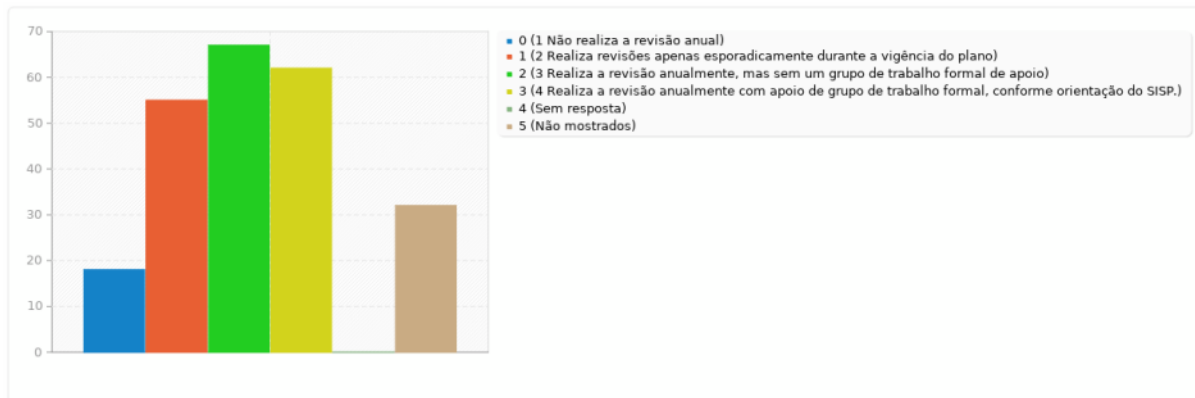 70
60
50
40
30
20
10
0
0 (1 Não realiza a revisão anual)
1 (2 Realiza revisões apenas esporadicamente durante a vigência do plano)
2 (3 Realiza a revisão anualmente, mas sem um grupo de trabalho formal de apoio)
3 (4 Realiza a revisão anualmente com apoio de grupo de trabalho formal, conforme orientação do SISP.)
4 (Sem resposta)
5 (Não mostrados)